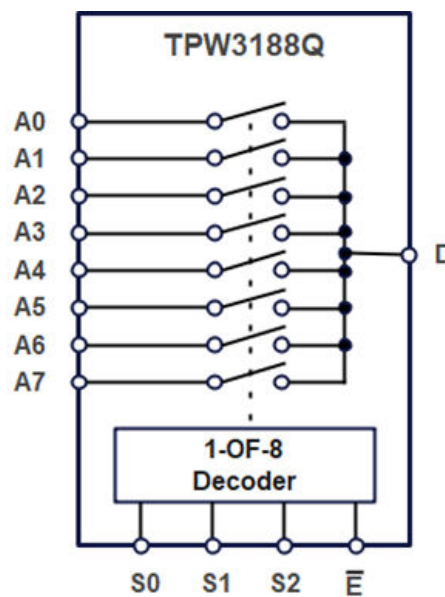 TPW3188Q
A0
A1
A2
A3
A4
A5
A6
A7
D
1-OF-8
Decoder
S0 S1 S2 E̅